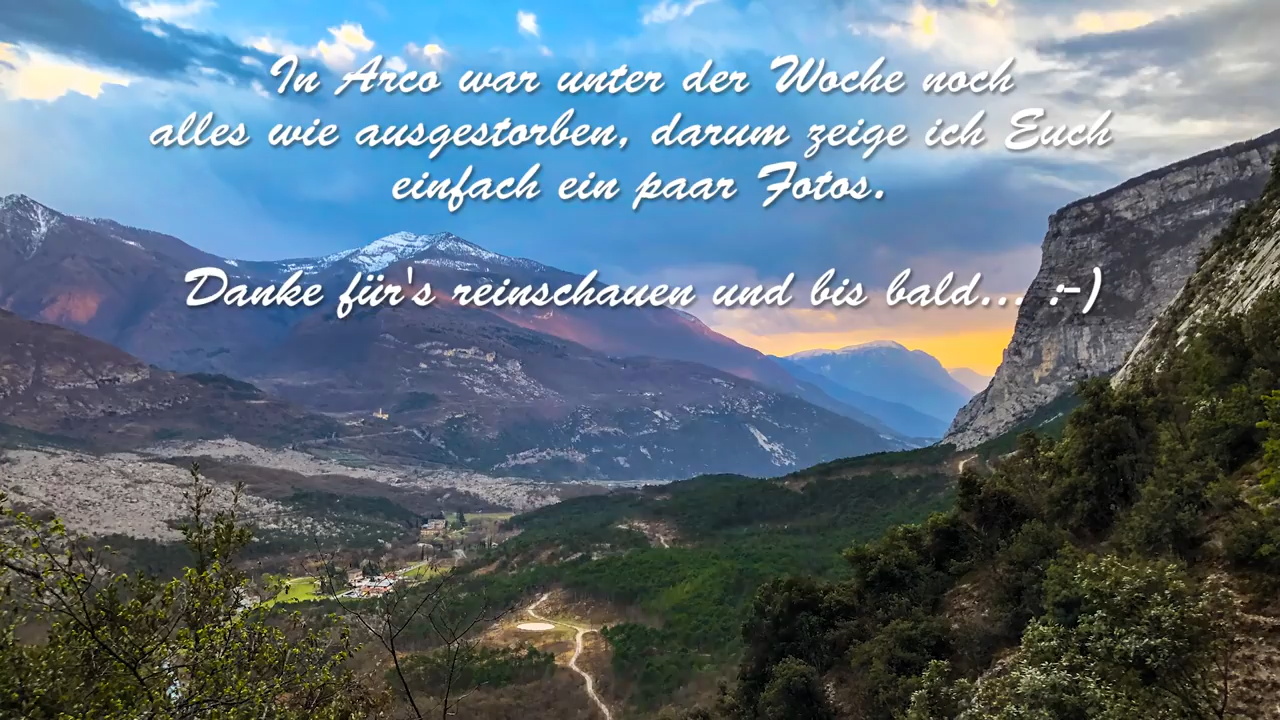 In Arco war unter der Woche noch
alles wie ausgestorben, darum zeige ich Euch
einfach ein paar Fotos.
Danke für's reinschauen und bis bald... :-)